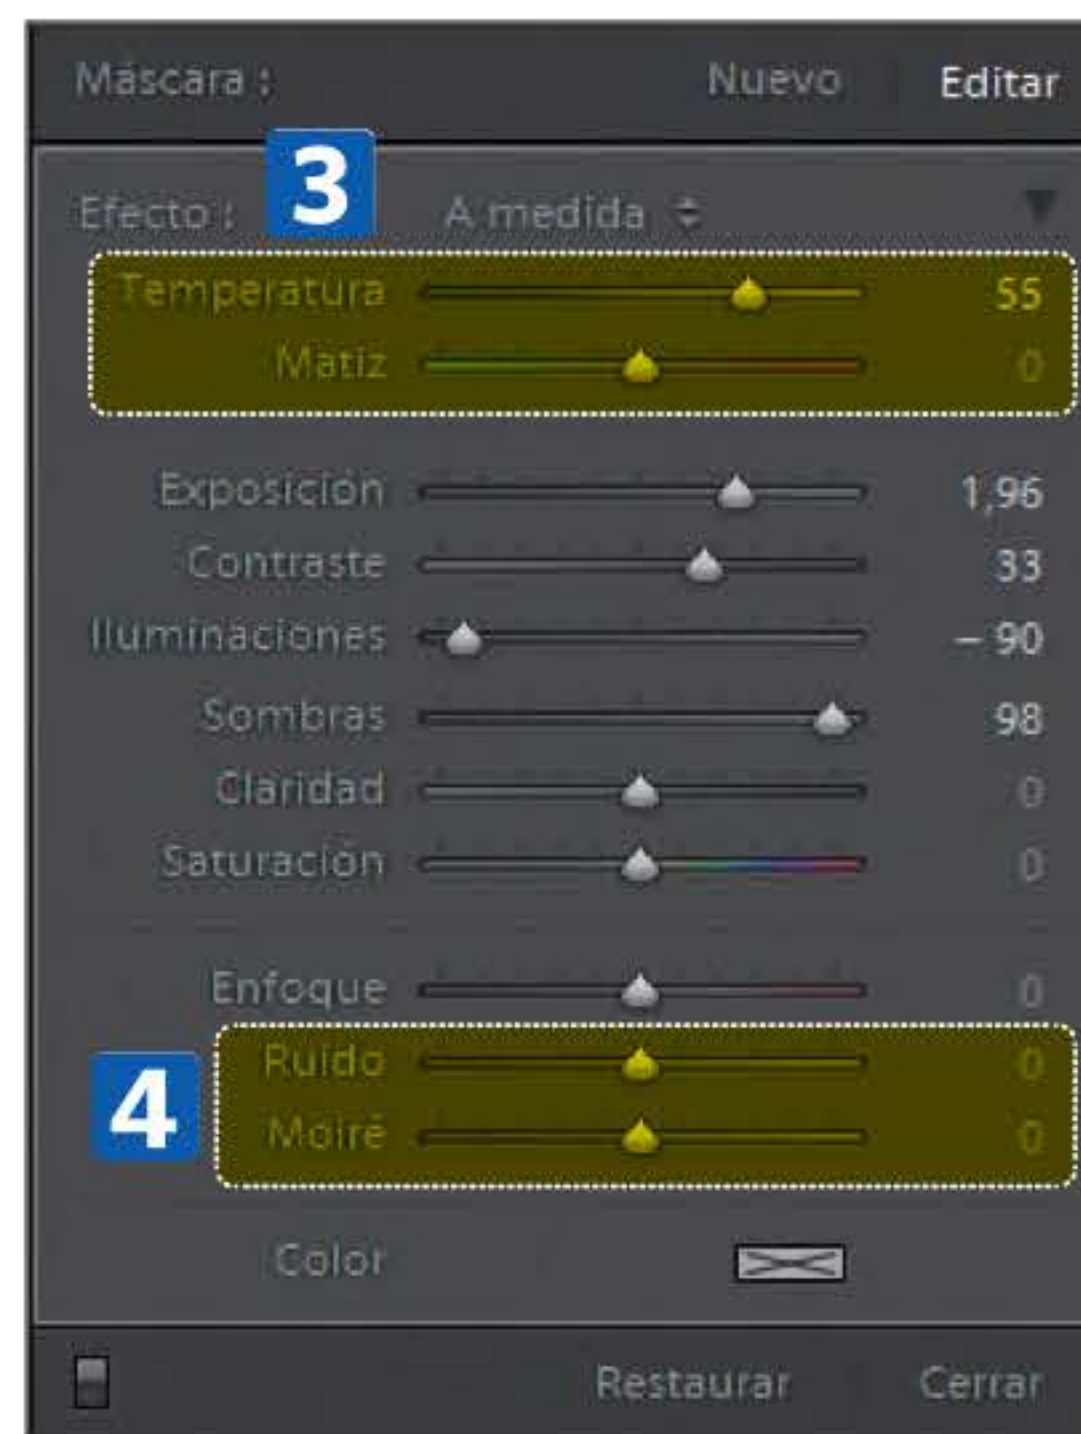 Máscara : Nuevo Editar
3
Efecto : A medida
Temperatura 55
Matiz 0
Exposición 1,96
Contraste 33
Iluminaciones – 90
Sombras 98
Claridad 0
Saturación 0
Enfoque 0
4
Ruido 0
Moiré 0
Color
Restaurar Cerrar